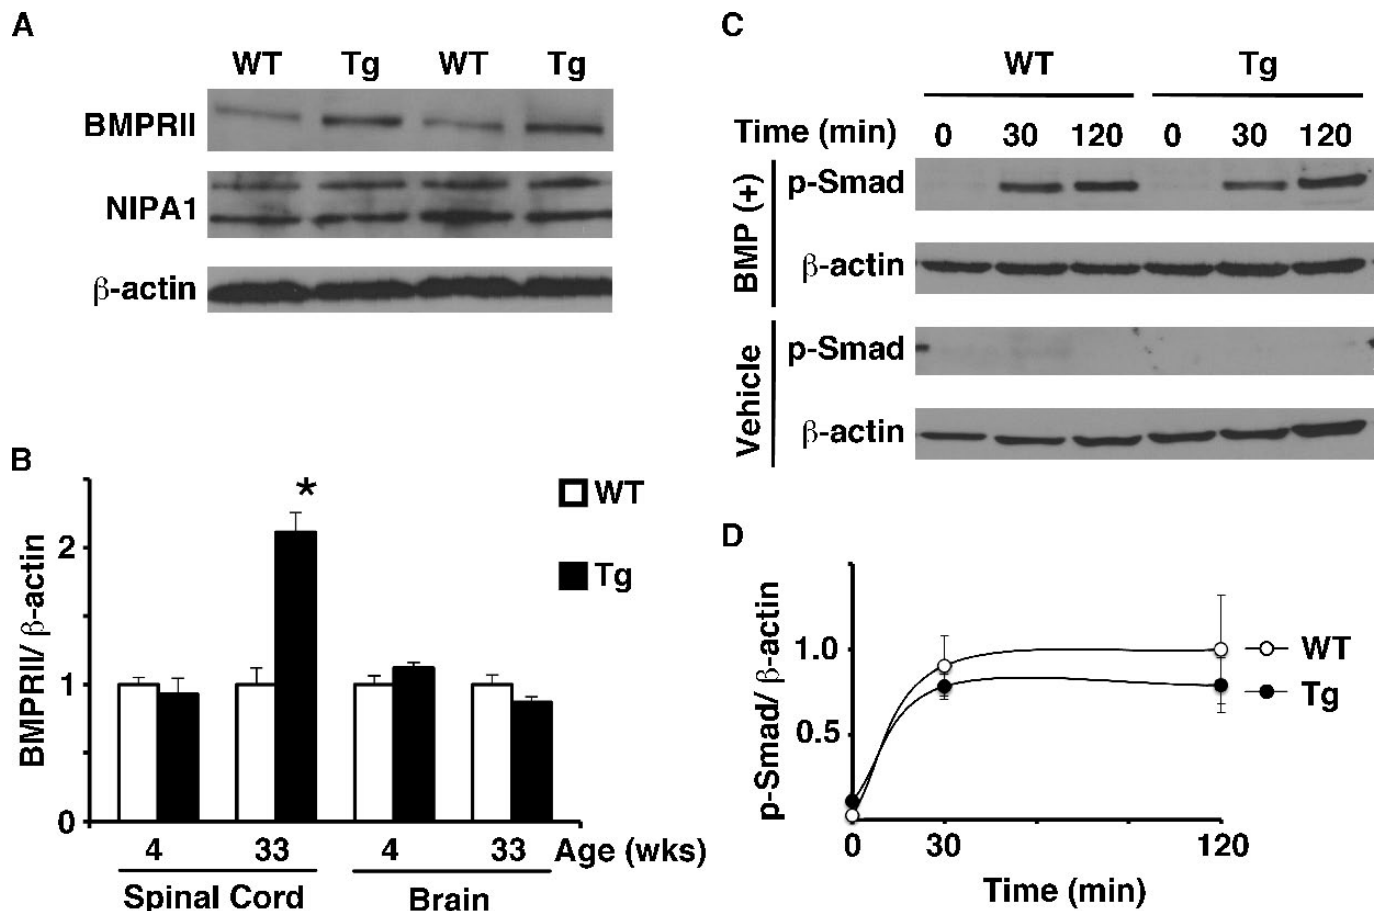 A
WT Tg WT Tg
BMPRII
NIPA1
β-actin
B
BMPRII/ β-actin
2
1
0
*
WT
Tg
4 33 4 33 Age (wks)
Spinal Cord Brain
C
WT Tg
Time (min) 0 30 120 0 30 120
BMP (+)
p-Smad
β-actin
Vehicle
p-Smad
β-actin
D
p-Smad/ β-actin
1.0
0.5
WT
Tg
0 30 120
Time (min)